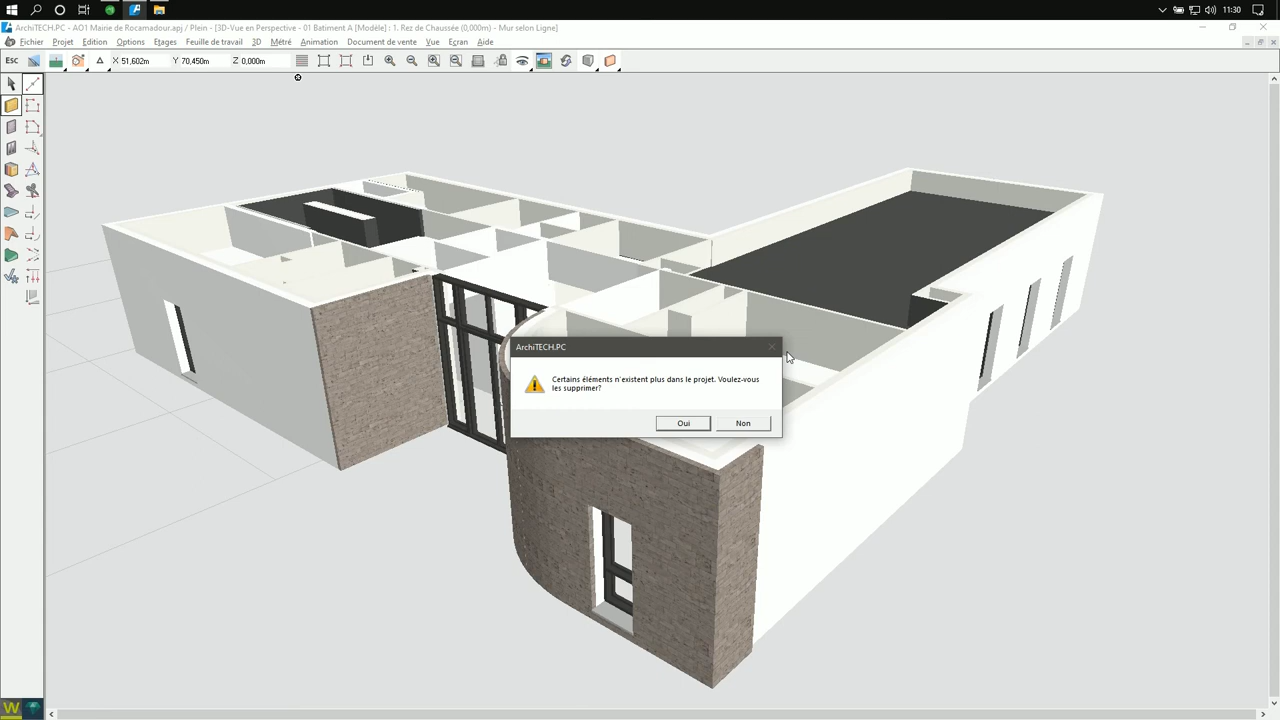 11:30
ArchiTECH.PC - AO1 Mairie de Rocamadour.apj / Plein - [3D-Vue en Perspective - 01 Batiment A [Modèle] : 1. Rez de Chaussée (0,000m) - Mur selon Ligne]
Fichier Projet Edition Options Etages Feuille de travail 3D Métré Animation Document de vente Vue Ecran Aide
ESC X 51,602m Y 70,450m Z 0,000m
ArchiTECH.PC
Certains éléments n'existent plus dans le projet. Voulez-vous
les supprimer?
Oui Non
W